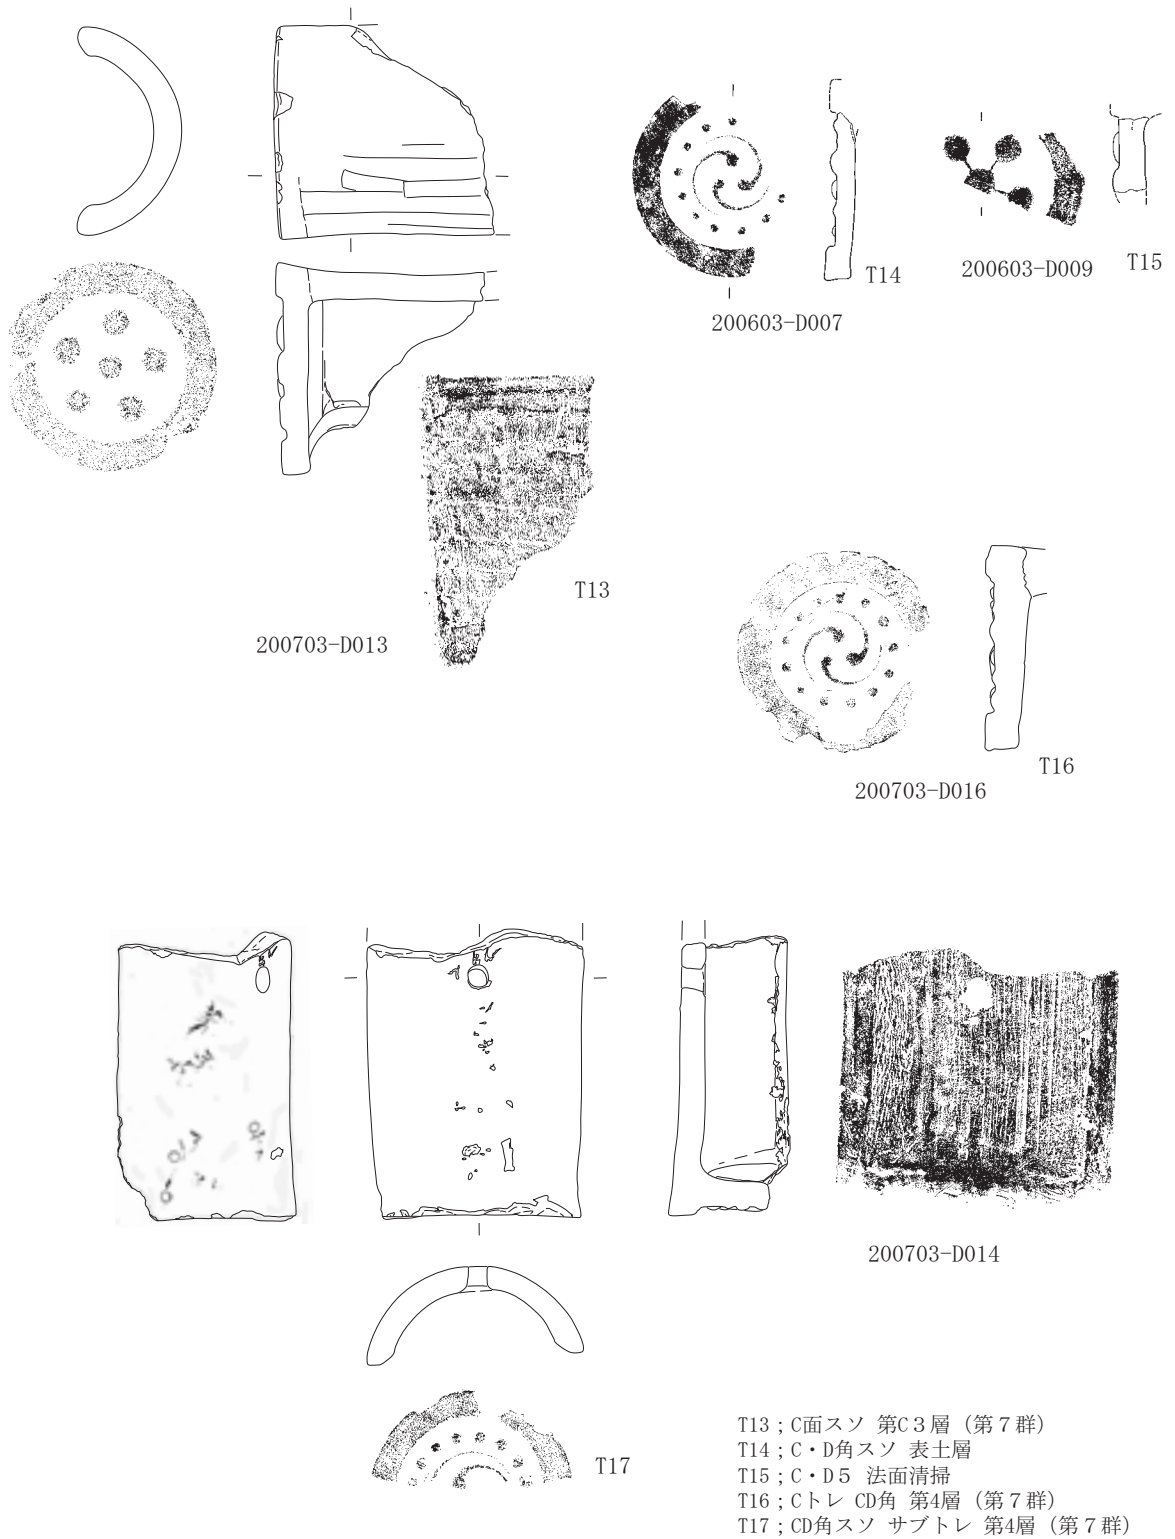 T14
200603-D009
T15
200603-D007
T13
200703-D013
T16
200703-D016
200703-D014
T17
T13；C面スソ 第C３層（第７群）
T14；C・D角スソ 表土層
T15；C・D５ 法面清掃
T16；Cトレ CD角 第4層（第７群）
T17；CD角スソ サブトレ 第4層（第７群）